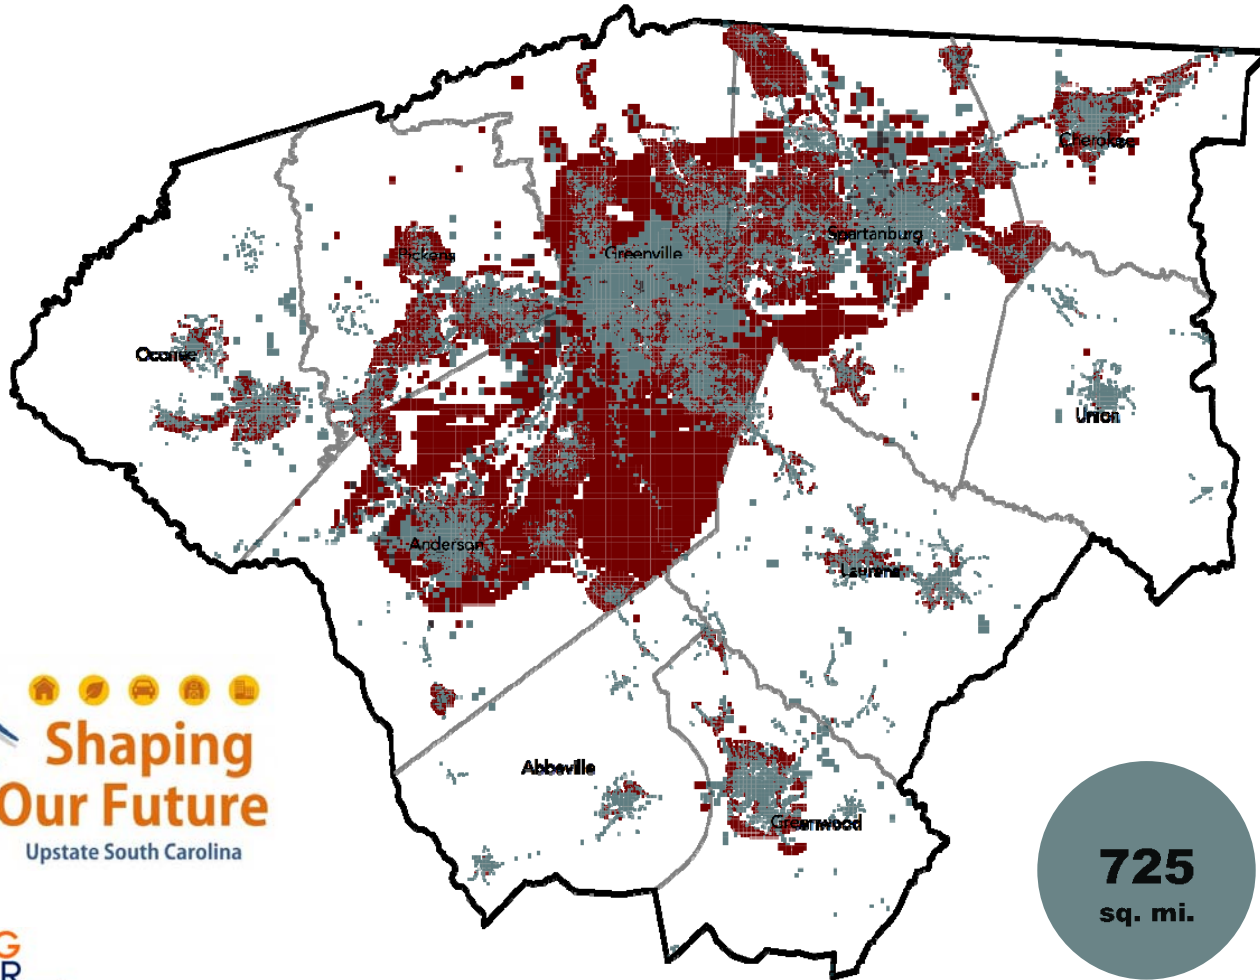 Cherokee
Spartanburg
Greenville
Pickens
Oconee
Union
Anderson
Laurens
Shaping
Our Future
Upstate South Carolina
Abbeville
Greenwood
725
sq. mi.
G
R